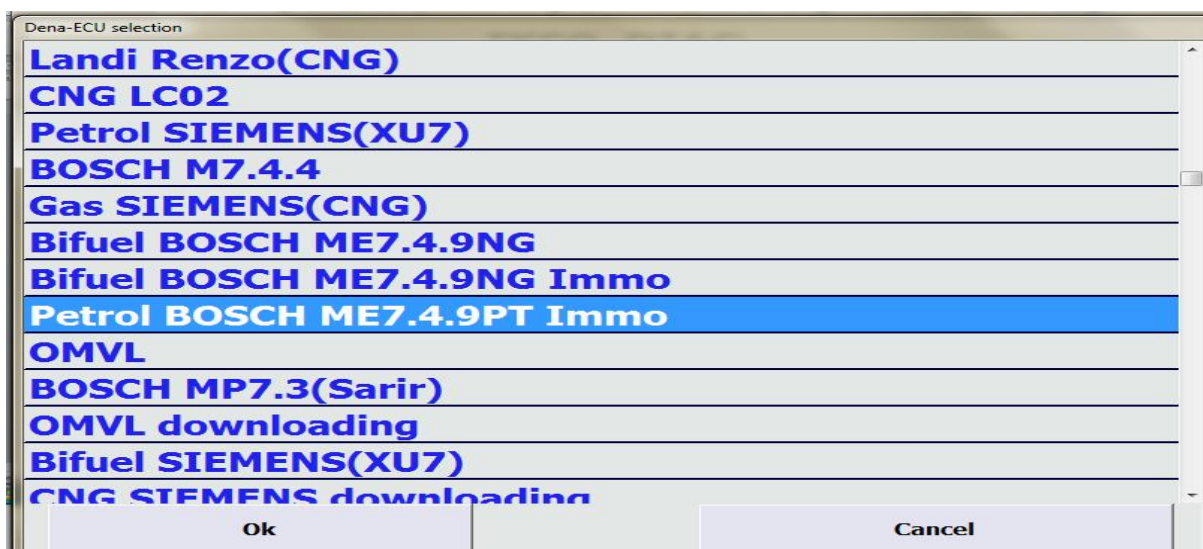 Dena-ECU selection
Landi Renzo(CNG)
CNG LC02
Petrol SIEMENS(XU7)
BOSCH M7.4.4
Gas SIEMENS(CNG)
Bifuel BOSCH ME7.4.9NG
Bifuel BOSCH ME7.4.9NG Immo
Petrol BOSCH ME7.4.9PT Immo
OMVL
BOSCH MP7.3(Sarir)
OMVL downloading
Bifuel SIEMENS(XU7)
CNG SIEMENS downloading
Ok Cancel